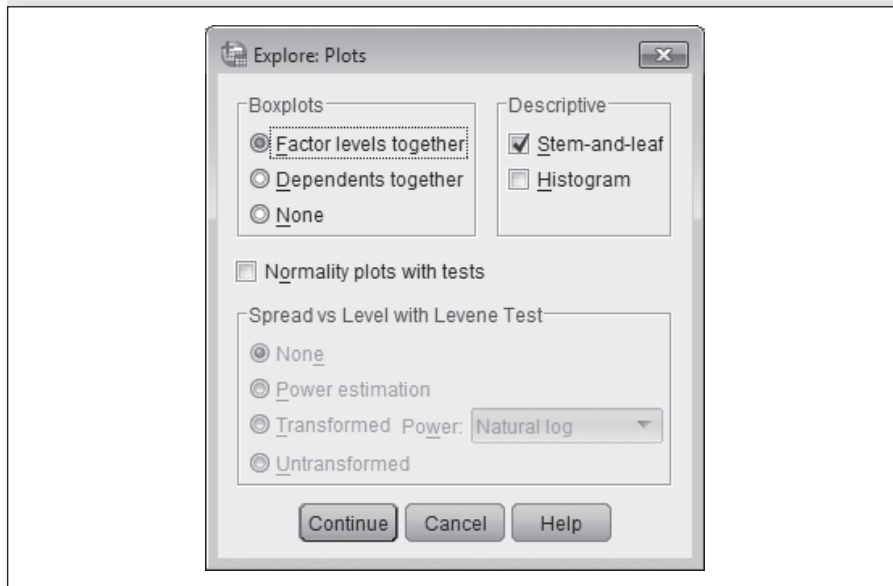 Explore: Plots
Boxplots
Factor levels together
Dependents together
None
Descriptive
Stem-and-leaf
Histogram
Normality plots with tests
Spread vs Level with Levene Test
None
Power estimation
Transformed Power: Natural log
Untransformed
Continue Cancel Help